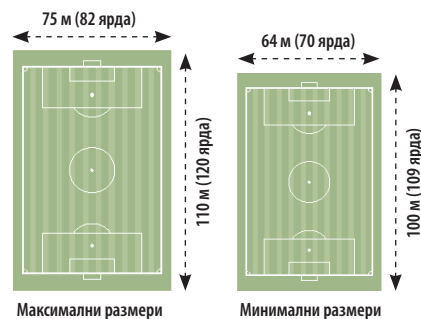 75 м (82 ярда)
110 м (120 ярда)
Максимални размери
64 м (70 ярда)
100 м (109 ярда)
Минимални размери